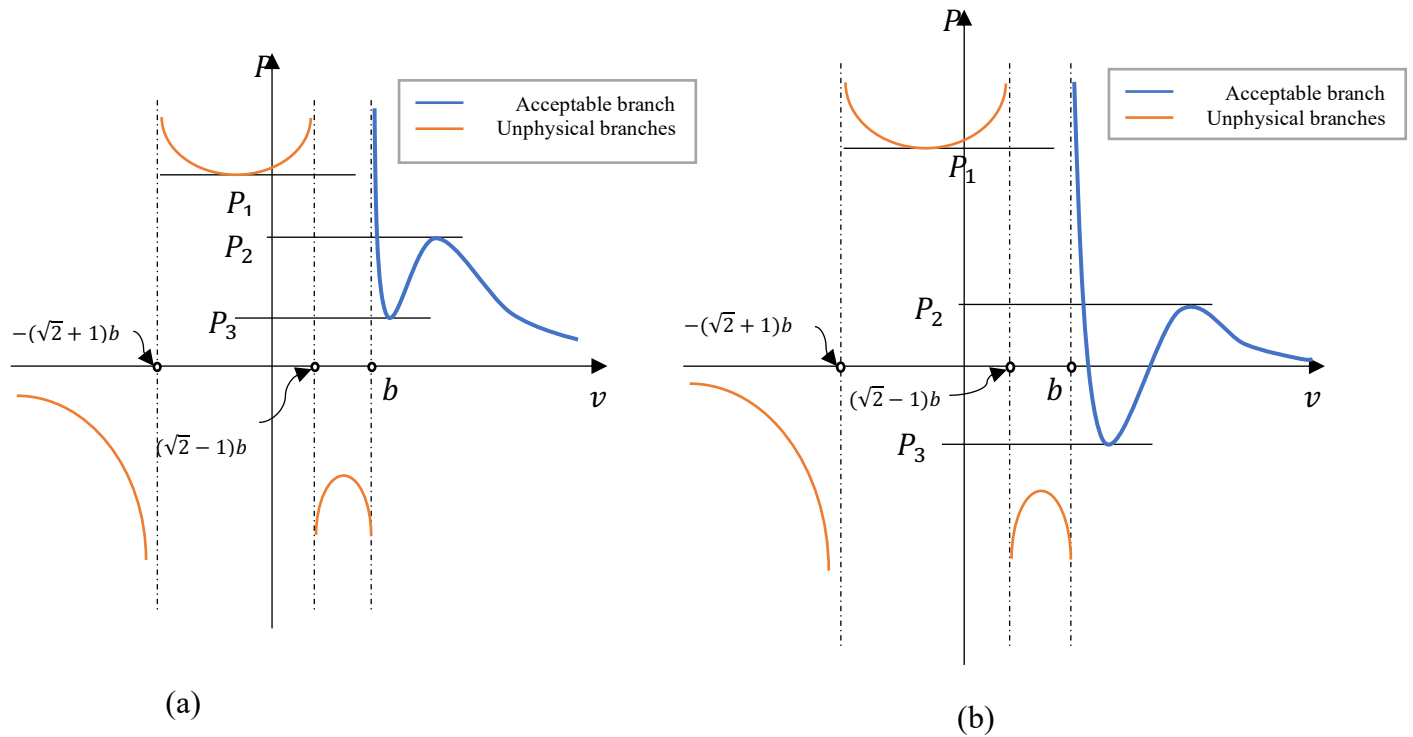 P
Acceptable branch
Unphysical branches
P₁
P₂
P₃
−(√2 + 1)b
(√2 − 1)b
b
v
(a)
P
Acceptable branch
Unphysical branches
P₁
P₂
P₃
−(√2 + 1)b
(√2 − 1)b
b
v
(b)